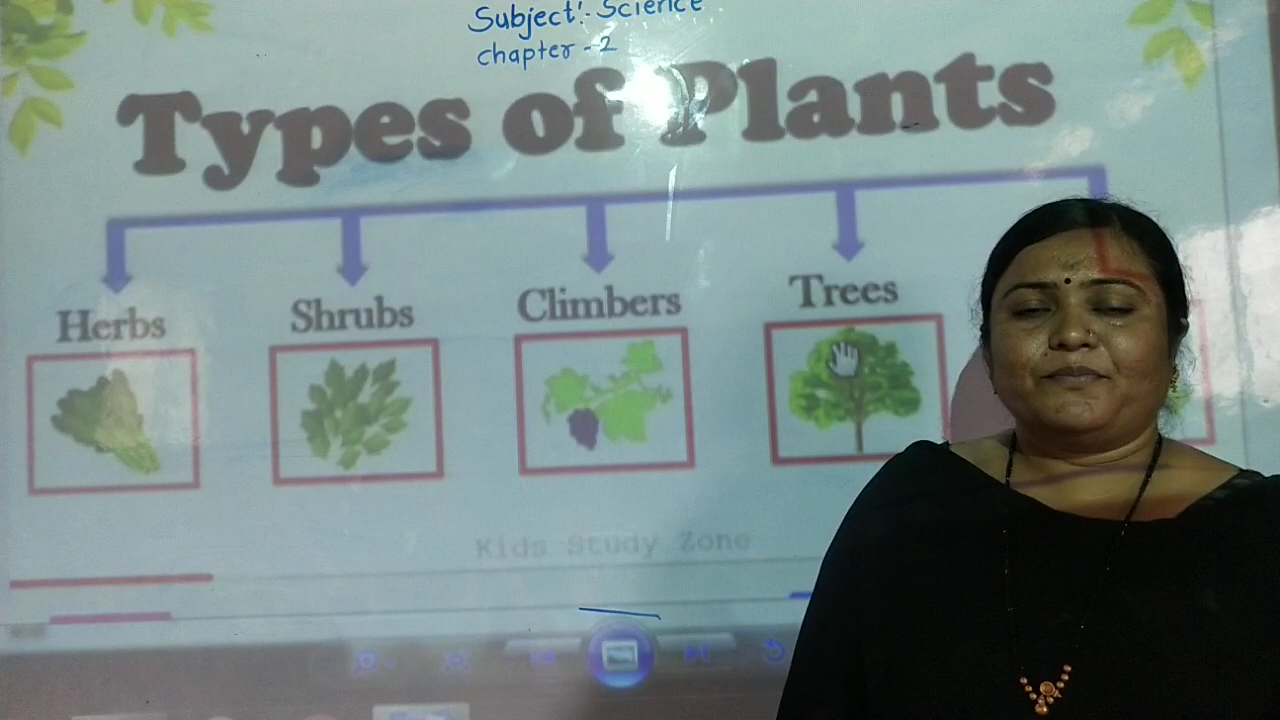 Subject:- Science
chapter - 2
Types of Plants
Herbs
Shrubs
Climbers
Trees
Kids Study Zone